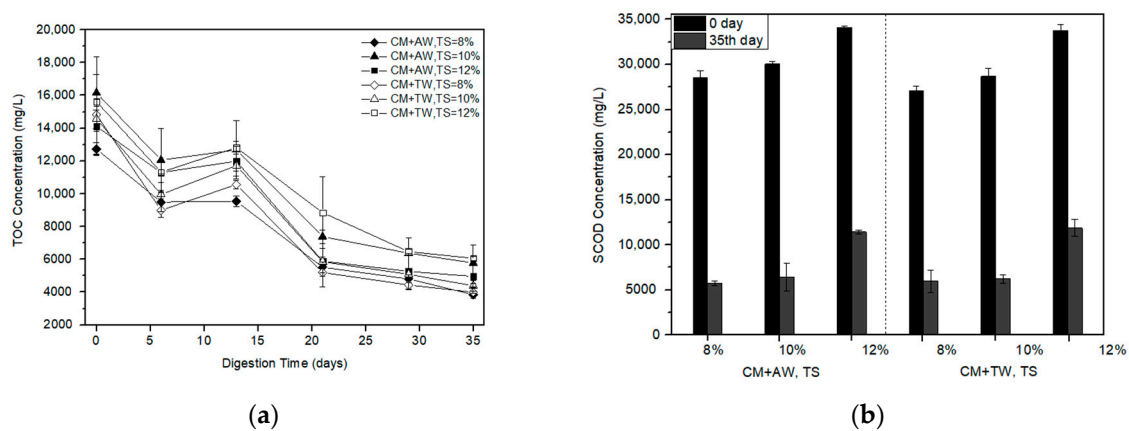 20,000
18,000
16,000
14,000
12,000
10,000
8000
6000
4000
2000
TOC Concentration (mg/L)
CM+AW,TS=8%
CM+AW,TS=10%
CM+AW,TS=12%
CM+TW,TS=8%
CM+TW,TS=10%
CM+TW,TS=12%
0 5 10 15 20 25 30 35
Digestion Time (days)
(a)
35,000
30,000
25,000
20,000
15,000
10,000
5000
0
SCOD Concentration (mg/L)
0 day
35th day
8% 10% 12% 8% 10% 12%
CM+AW, TS CM+TW, TS
(b)